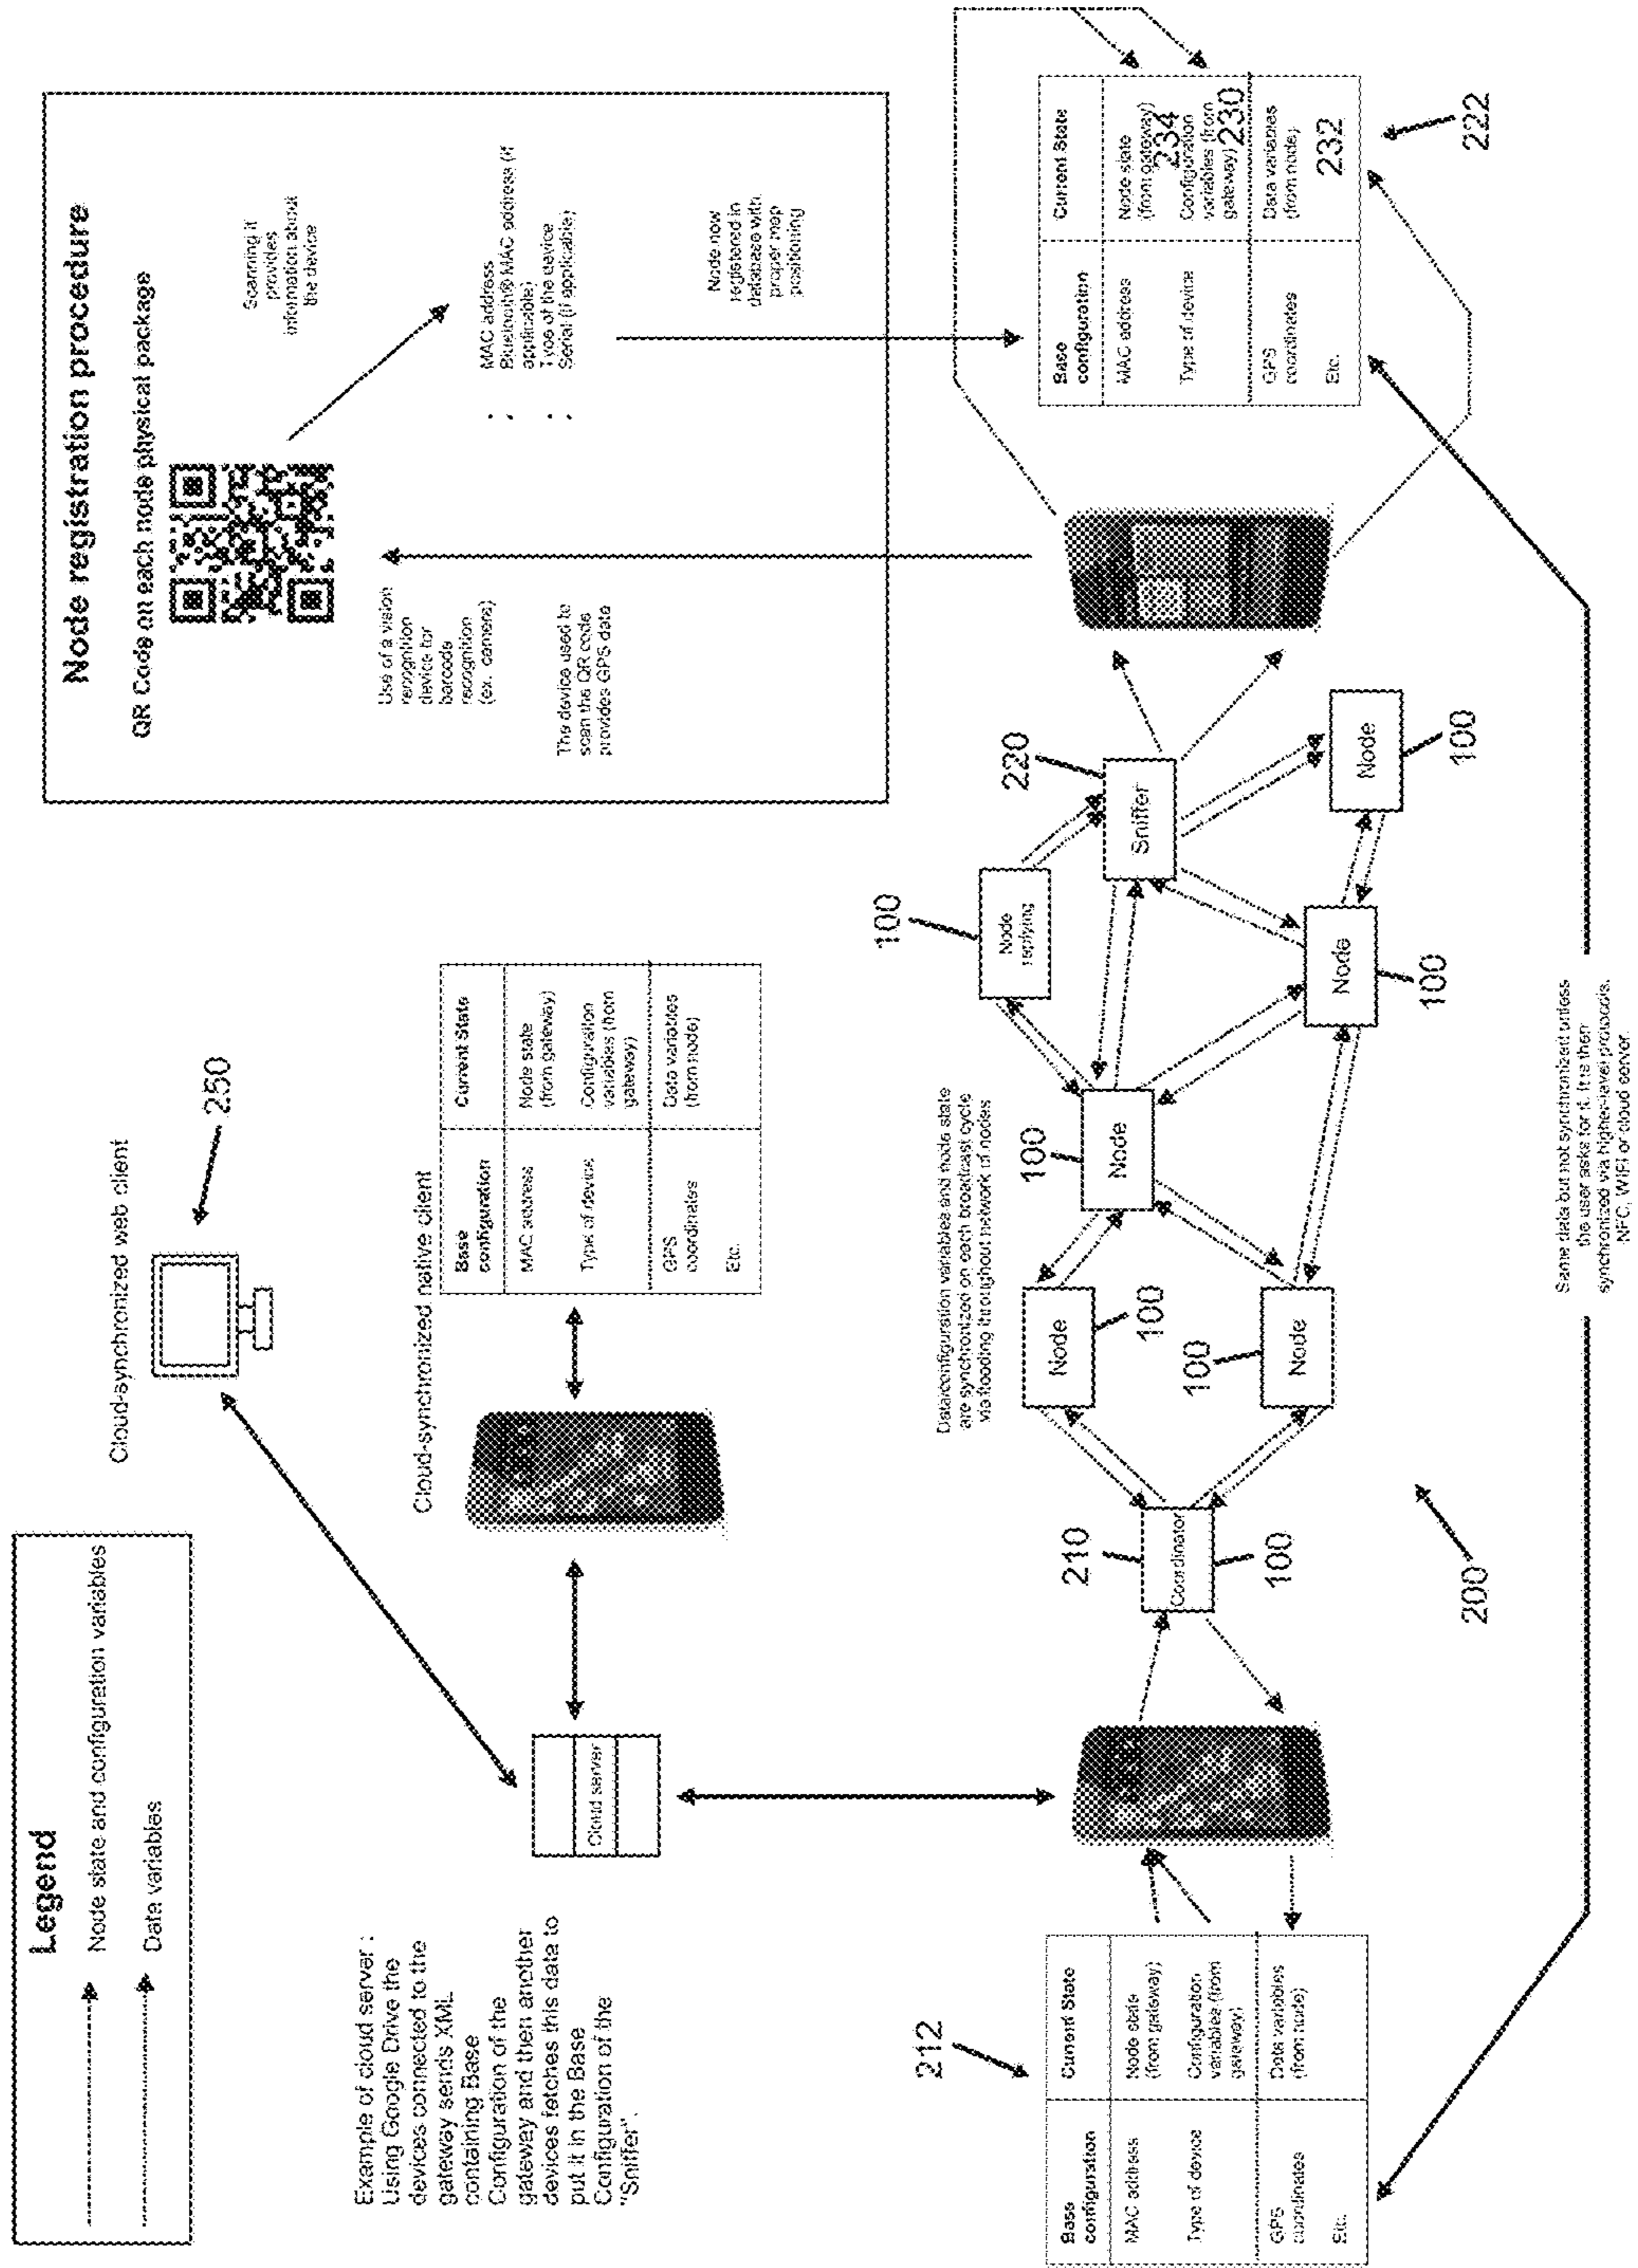 Legend
Node state and configuration variables
Date variables
Example of cloud server :
Using Google Drive the
devices connected to the
gateway sends XML
containing Base
Configuration of the
gateway and then another
devices fetches this data to
put it in the Base
Configuration of the
"Sniffer".
Cloud server
Cloud-synchronized web client
250
Cloud-synchronized native client
Base
configuration
Current State
MAC address
Node state
(from gateway)
Type of device
Configuration
variables (from
gateway)
GPS
coordinates
Data variables
(from node)
Etc.
Node registration procedure
QR Code on each node physical package
Use of a vision
recognition
device for
barcode
recognition
(ex. camera)
The device used to
scan the QR code
provides GPS data
Scanning it
provides
information about
the device
MAC address
Bluetooth® MAC address (if
applicable)
Type of the device
Serial (if applicable)
Node now
registered in
database with
proper map
positioning
212
Base
configuration
Current State
MAC address
Node state
(from gateway)
Type of device
Configuration
variables (from
gateway)
GPS
coordinates
Data variables
(from node)
Etc.
210
Coordinator
100
200
Data/configuration variables and node state
are synchronized on each broadcast cycle
via flooding throughout network of nodes
Node
100
100
Node
100
Node
100
Node
replying
220
Sniffer
Node
100
Node
100
Base
configuration
Current State
MAC address
Node state
(from gateway)
234
Type of device
Configuration
variables (from
gateway)
230
GPS
coordinates
Data variables
(from node)
232
Etc.
222
Same data but not synchronized unless
the user asks for it. It is then
synchronized via higher-level protocols.
NFC, WIFI or cloud server.